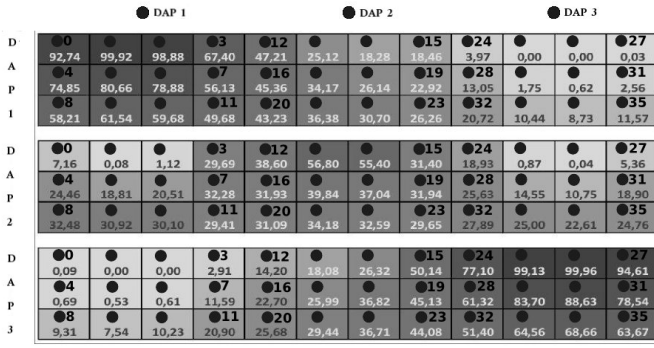 DAP 1 DAP 2 DAP 3
D A P 1
0 3 12 15 24 27
92,74 99,92 98,88 67,40 47,21 25,12 18,28 18,46 3,97 0,00 0,00 0,03
4 7 16 19 28 31
74,85 80,66 78,88 56,13 45,36 34,17 26,14 22,92 13,05 1,75 0,62 2,56
8 11 20 23 32 35
58,21 61,54 59,68 49,68 43,23 36,38 30,70 26,26 20,72 10,44 8,73 11,57
D A P 2
0 3 12 15 24 27
7,16 0,08 1,12 29,69 38,60 56,80 55,40 31,40 18,93 0,87 0,04 5,36
4 7 16 19 28 31
24,46 18,81 20,51 32,28 31,93 39,84 37,04 31,94 25,63 14,55 10,75 18,90
8 11 20 23 32 35
32,48 30,92 30,10 29,41 31,09 34,18 32,59 29,65 27,89 25,00 22,61 24,76
D A P 3
0 3 12 15 24 27
0,09 0,00 0,00 2,91 14,20 18,08 26,32 50,14 77,10 99,13 99,96 94,61
4 7 16 19 28 31
0,69 0,53 0,61 11,59 22,70 25,99 36,82 45,13 61,32 83,70 88,63 78,54
8 11 20 23 32 35
9,31 7,54 10,23 20,90 25,68 29,44 36,71 44,08 51,40 64,56 68,66 63,67